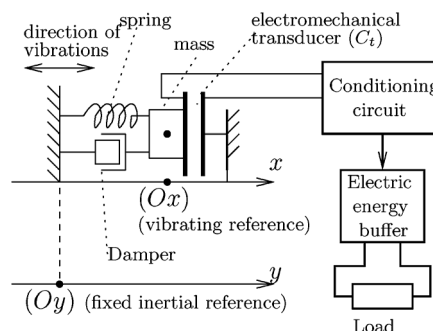 spring
direction of
vibrations
mass
electromechanical
transducer (Ct)
Conditioning
circuit
x
(Ox)
(vibrating reference)
Electric
energy
buffer
Damper
y
(Oy) (fixed inertial reference)
Load